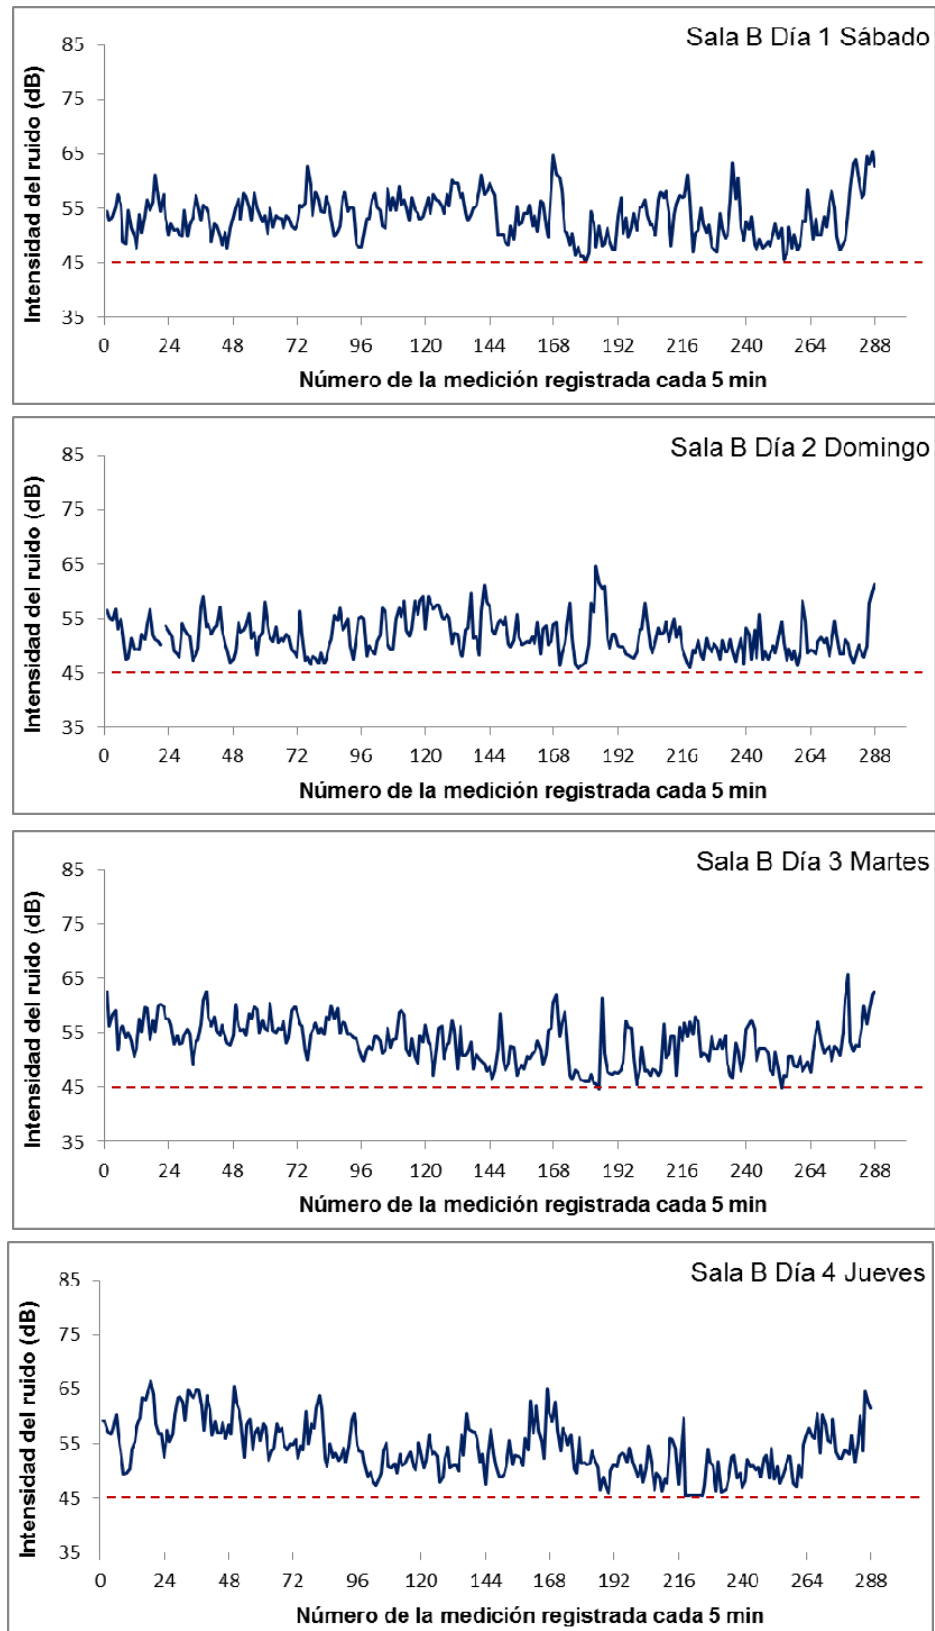 Sala B Día 1 Sábado
Intensidad del ruido (dB)
85
75
65
55
45
35
0 24 48 72 96 120 144 168 192 216 240 264 288
Número de la medición registrada cada 5 min
Sala B Día 2 Domingo
Intensidad del ruido (dB)
85
75
65
55
45
35
0 24 48 72 96 120 144 168 192 216 240 264 288
Número de la medición registrada cada 5 min
Sala B Día 3 Martes
Intensidad del ruido (dB)
85
75
65
55
45
35
0 24 48 72 96 120 144 168 192 216 240 264 288
Número de la medición registrada cada 5 min
Sala B Día 4 Jueves
Intensidad del ruido (dB)
85
75
65
55
45
35
0 24 48 72 96 120 144 168 192 216 240 264 288
Número de la medición registrada cada 5 min